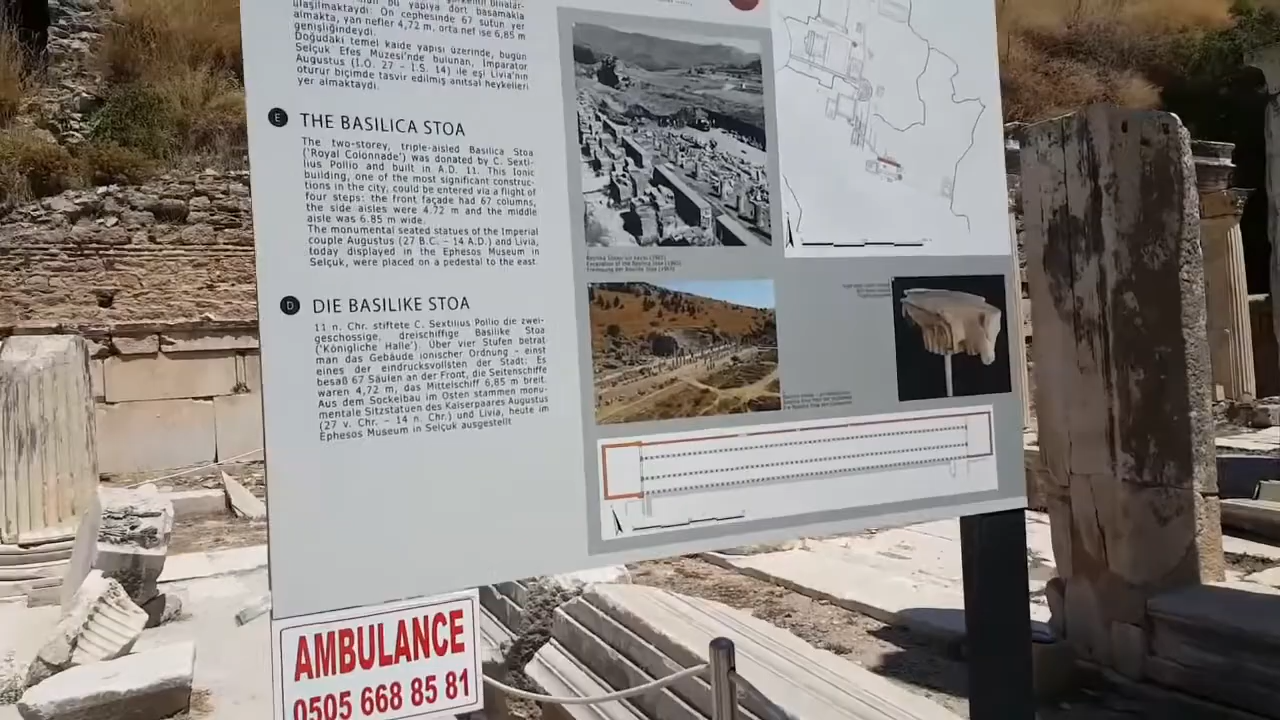 ulaşılmaktaydı. Ön cephesinde 67 sütun yer
almakta, yan nefler 4,72 m, orta nef ise 6,85 m
genişliğindeydi.
Doğudaki temel kaide yapısı üzerinde, bugün
Selçuk Efes Müzesi'nde bulunan, İmparator
Augustus (İ.Ö. 27 - İ.S. 14) ile eşi Livia'nın
oturur biçimde tasvir edilmiş anıtsal heykelleri
yer almaktaydı.
E THE BASILICA STOA
The two-storey, triple-aisled Basilica Stoa
('Royal Colonnade') was donated by C. Sexti-
lius Pollio and built in A.D. 11. This Ionic
building, one of the most significant construc-
tions in the city, could be entered via a flight of
four steps: the front façade had 67 columns,
the side aisles were 4.72 m and the middle
aisle was 6.85 m wide.
The monumental seated statues of the Imperial
couple Augustus (27 B.C. – 14 A.D.) and Livia,
today displayed in the Ephesos Museum in
Selçuk, were placed on a pedestal to the east.
D DIE BASILIKE STOA
11 n. Chr. stiftete C. Sextilius Pollio die zwei-
geschossige, dreischiffige Basilike Stoa
('Königliche Halle'). Über vier Stufen betrat
man das Gebäude ionischer Ordnung – einst
eines der eindrucksvollsten der Stadt: Es
besaß 67 Säulen an der Front, die Seitenschiffe
waren 4,72 m, das Mittelschiff 6,85 m breit.
Aus dem Sockelbau im Osten stammen monu-
mentale Sitzstatuen des Kaiserpaares Augustus
(27 v. Chr. – 14 n. Chr.) und Livia, heute im
Ephesos Museum in Selçuk ausgestellt
AMBULANCE
0505 668 85 81